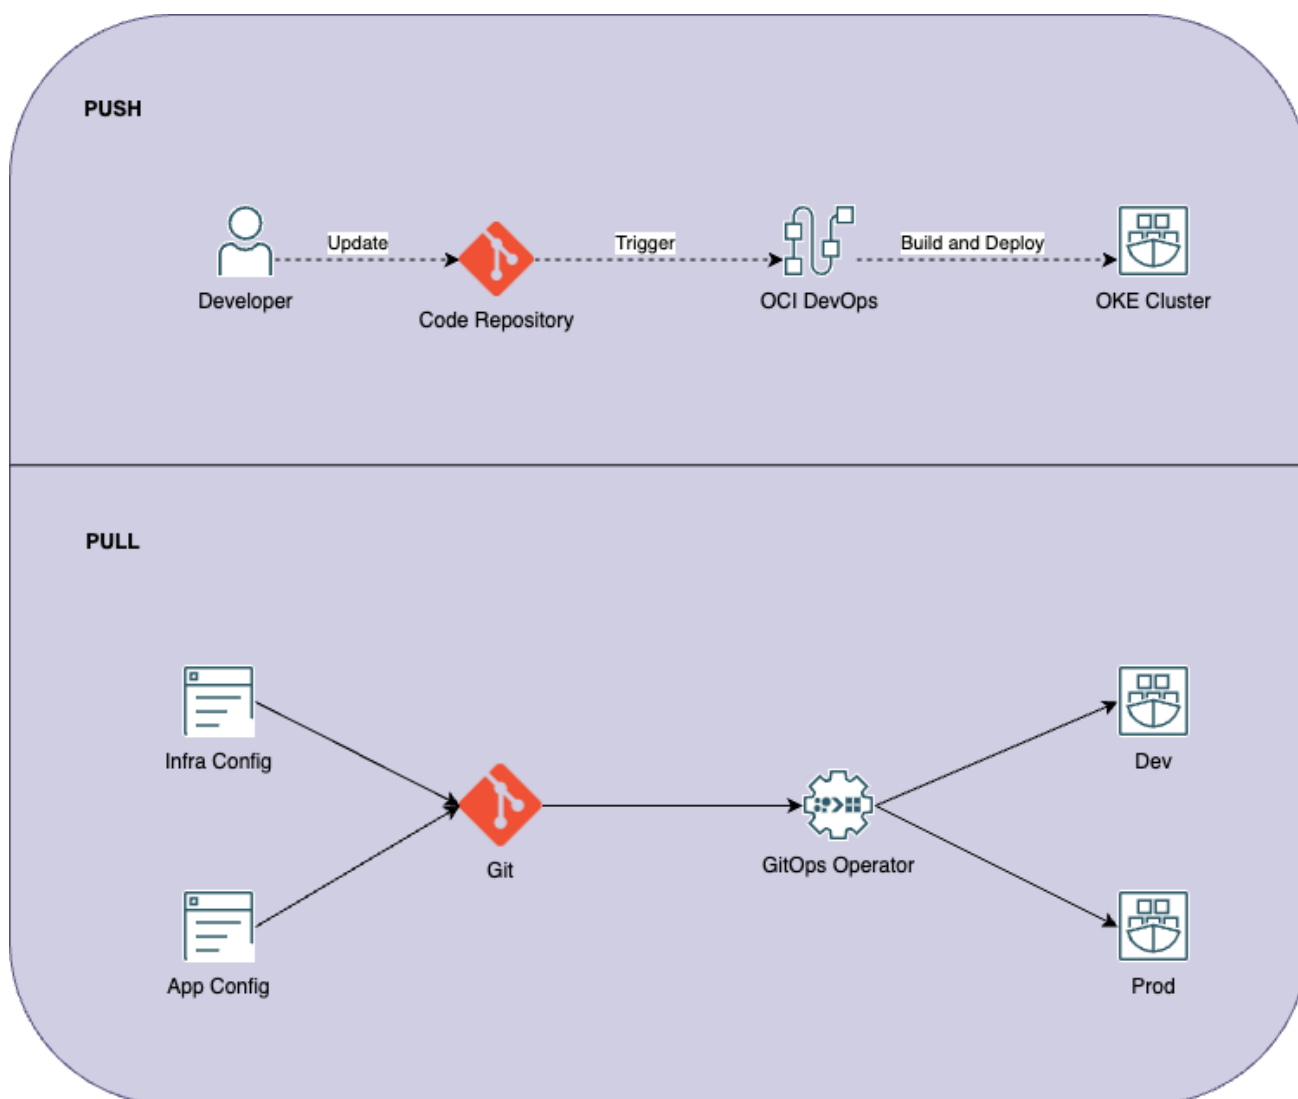 PUSH
Update
Trigger
Build and Deploy
Developer
Code Repository
OCI DevOps
OKE Cluster
PULL
Infra Config
Dev
Git
GitOps Operator
App Config
Prod